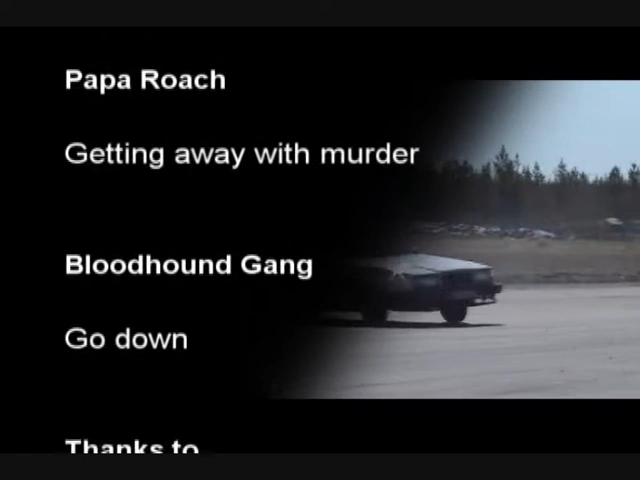 Papa Roach
Getting away with murder
Bloodhound Gang
Go down
Thanks to